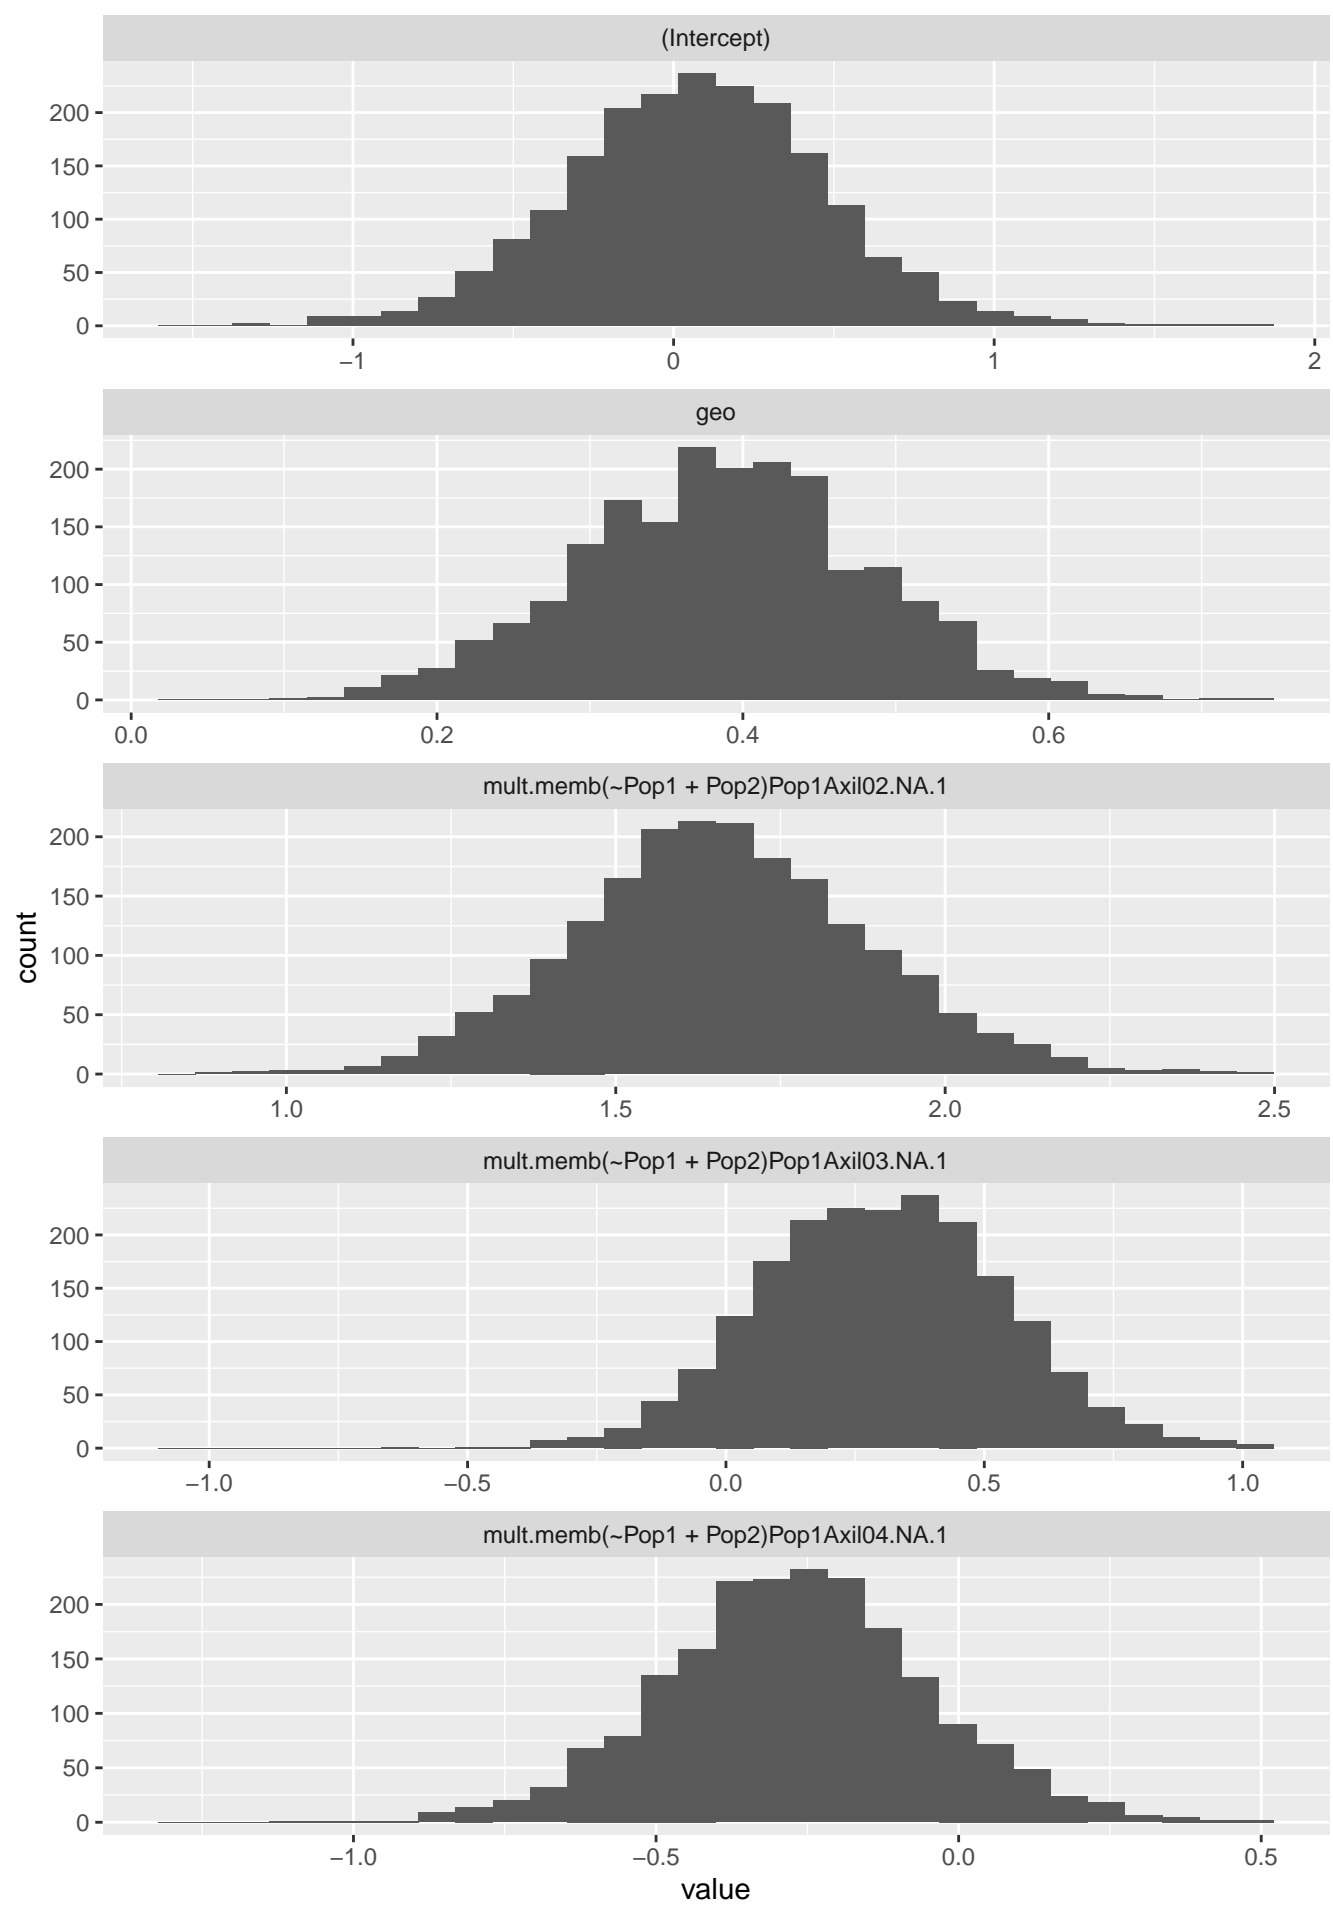 (Intercept)
200
150
100
50
0
−1 0 1 2
geo
200
150
100
50
0
0.0 0.2 0.4 0.6
mult.memb(~Pop1 + Pop2)Pop1Axil02.NA.1
200
150
100
50
0
1.0 1.5 2.0 2.5
count
mult.memb(~Pop1 + Pop2)Pop1Axil03.NA.1
200
150
100
50
0
−1.0 −0.5 0.0 0.5 1.0
mult.memb(~Pop1 + Pop2)Pop1Axil04.NA.1
200
150
100
50
0
−1.0 −0.5 0.0 0.5
value